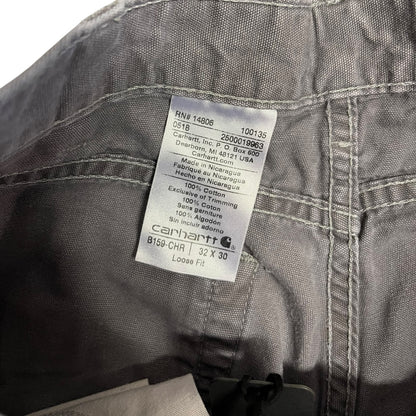 RN# 14806 100135
0518 2500019963
Carhartt, Inc. P.O. Box 600
Dearborn, MI 48121 USA
Carhartt.com
Made in Nicaragua
Fabriqué au Nicaragua
Hecho en Nicaragua
100% Cotton
Exclusive of Trimming
100% Coton
Sans garniture
100% Algodón
Sin incluir adorno
carhartt
B159-CHR 32 X 30
Loose Fit